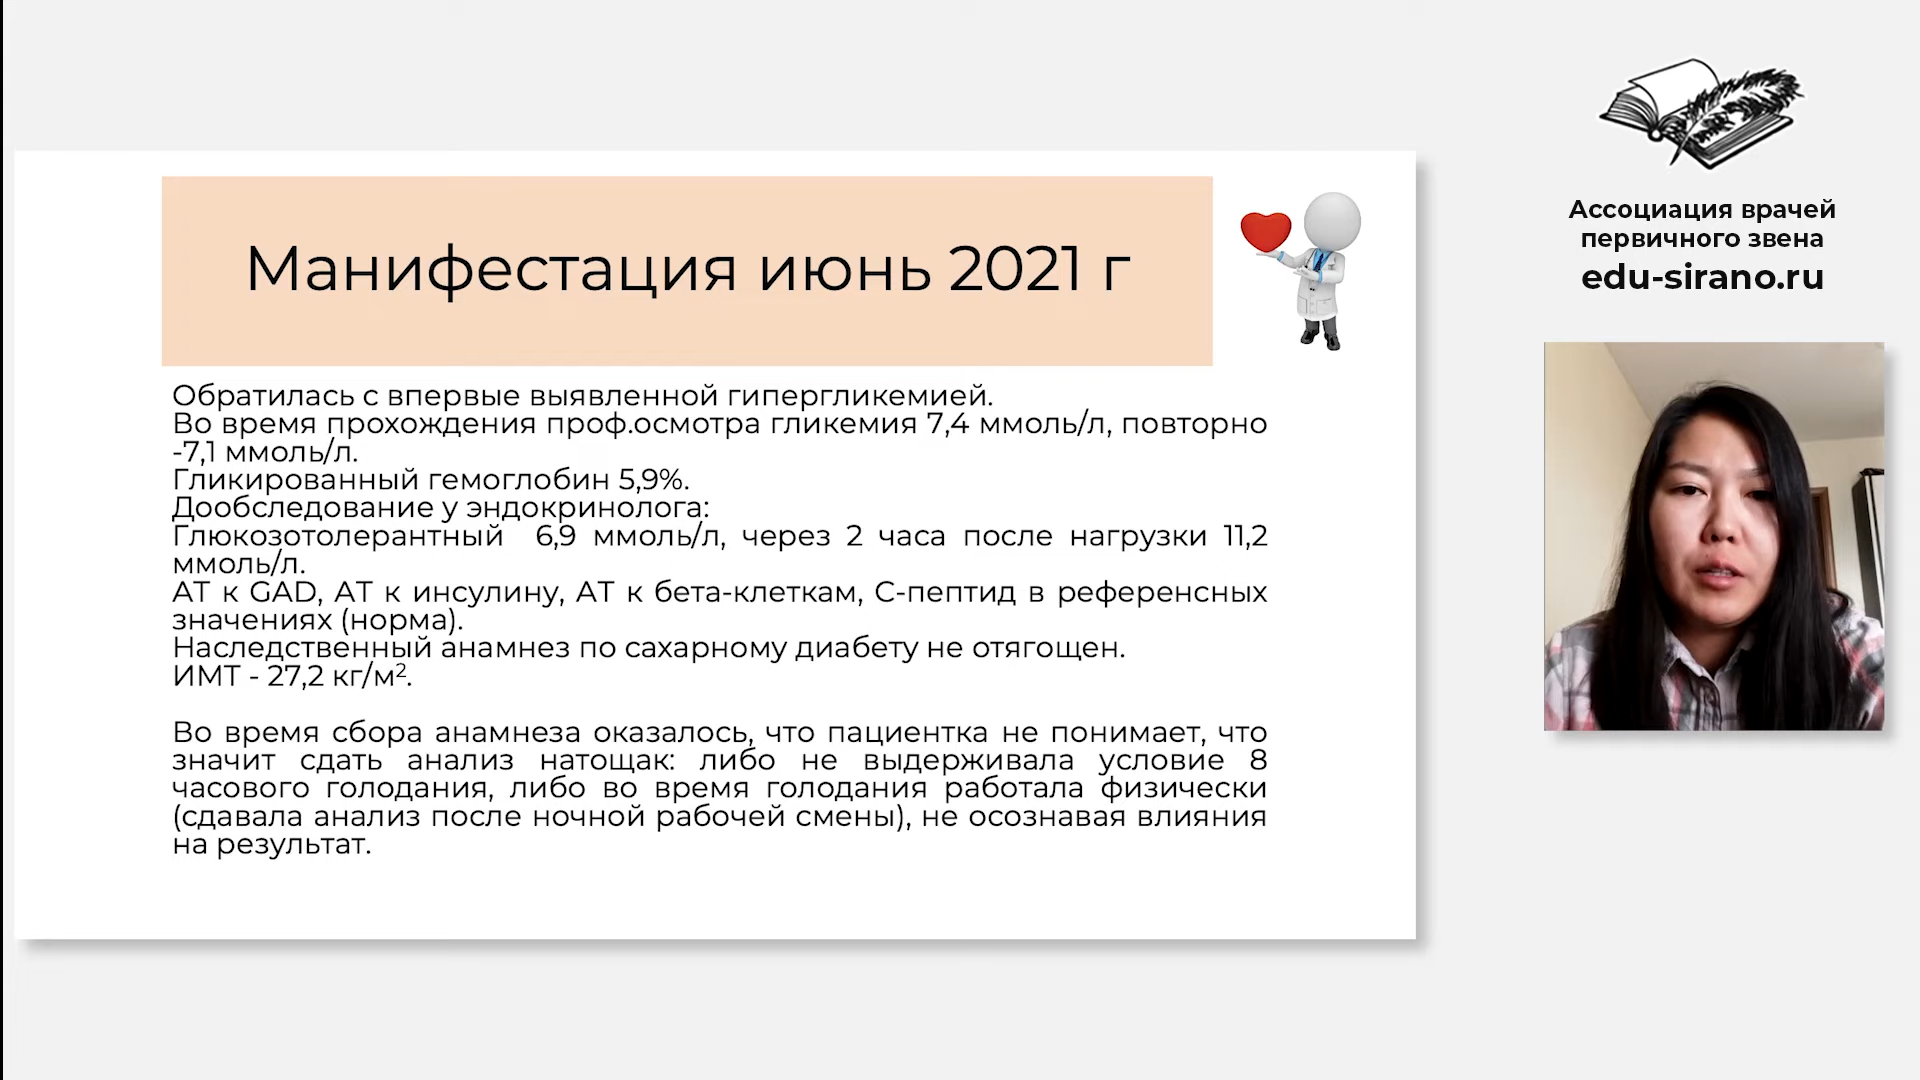 Манифестация июнь 2021 г
Обратилась с впервые выявленной гипергликемией.
Во время прохождения проф.осмотра гликемия 7,4 ммоль/л, повторно
-7,1 ммоль/л.
Гликированный гемоглобин 5,9%.
Дообследование у эндокринолога:
Глюкозотолерантный 6,9 ммоль/л, через 2 часа после нагрузки 11,2
ммоль/л.
АТ к GAD, АТ к инсулину, АТ к бета-клеткам, С-пептид в референсных
значениях (норма).
Наследственный анамнез по сахарному диабету не отягощен.
ИМТ - 27,2 кг/м².
Во время сбора анамнеза оказалось, что пациентка не понимает, что
значит сдать анализ натощак: либо не выдерживала условие 8
часового голодания, либо во время голодания работала физически
(сдавала анализ после ночной рабочей смены), не осознавая влияния
на результат.
Ассоциация врачей
первичного звена
edu-sirano.ru